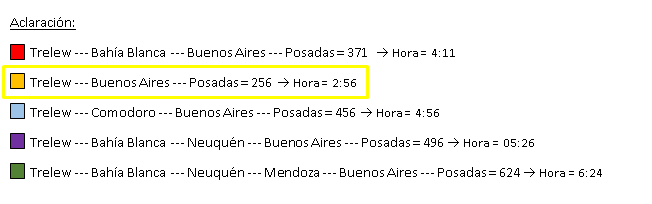 Aclaración:
Trelew --- Bahía Blanca --- Buenos Aires --- Posadas = 371 → Hora = 4:11
Trelew --- Buenos Aires --- Posadas = 256 → Hora = 2:56
Trelew --- Comodoro --- Buenos Aires --- Posadas = 456 → Hora = 4:56
Trelew --- Bahía Blanca --- Neuquén --- Buenos Aires --- Posadas = 496 → Hora = 05:26
Trelew --- Bahía Blanca --- Neuquén --- Mendoza --- Buenos Aires --- Posadas = 624 → Hora = 6:24